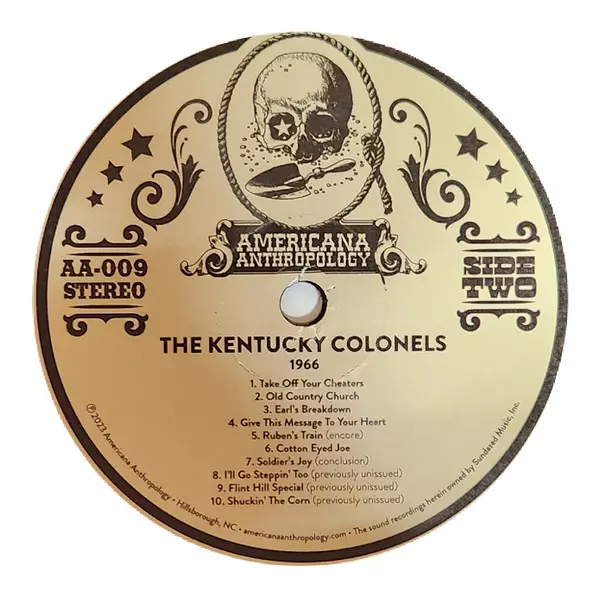 AMERICANA
ANTHROPOLOGY
AA-009
STEREO
SIDE
TWO
THE KENTUCKY COLONELS
1966
1. Take Off Your Cheaters
2. Old Country Church
3. Earl's Breakdown
4. Give This Message To Your Heart
5. Ruben's Train (encore)
6. Cotton Eyed Joe
7. Soldier's Joy (conclusion)
8. I'll Go Steppin' Too (previously unissued)
9. Flint Hill Special (previously unissued)
10. Shuckin' The Corn (previously unissued)
℗2023 Americana Anthropology • Hillsborough, NC • americanaanthropology.com • The sound recordings herein owned by Sundazed Music, Inc.